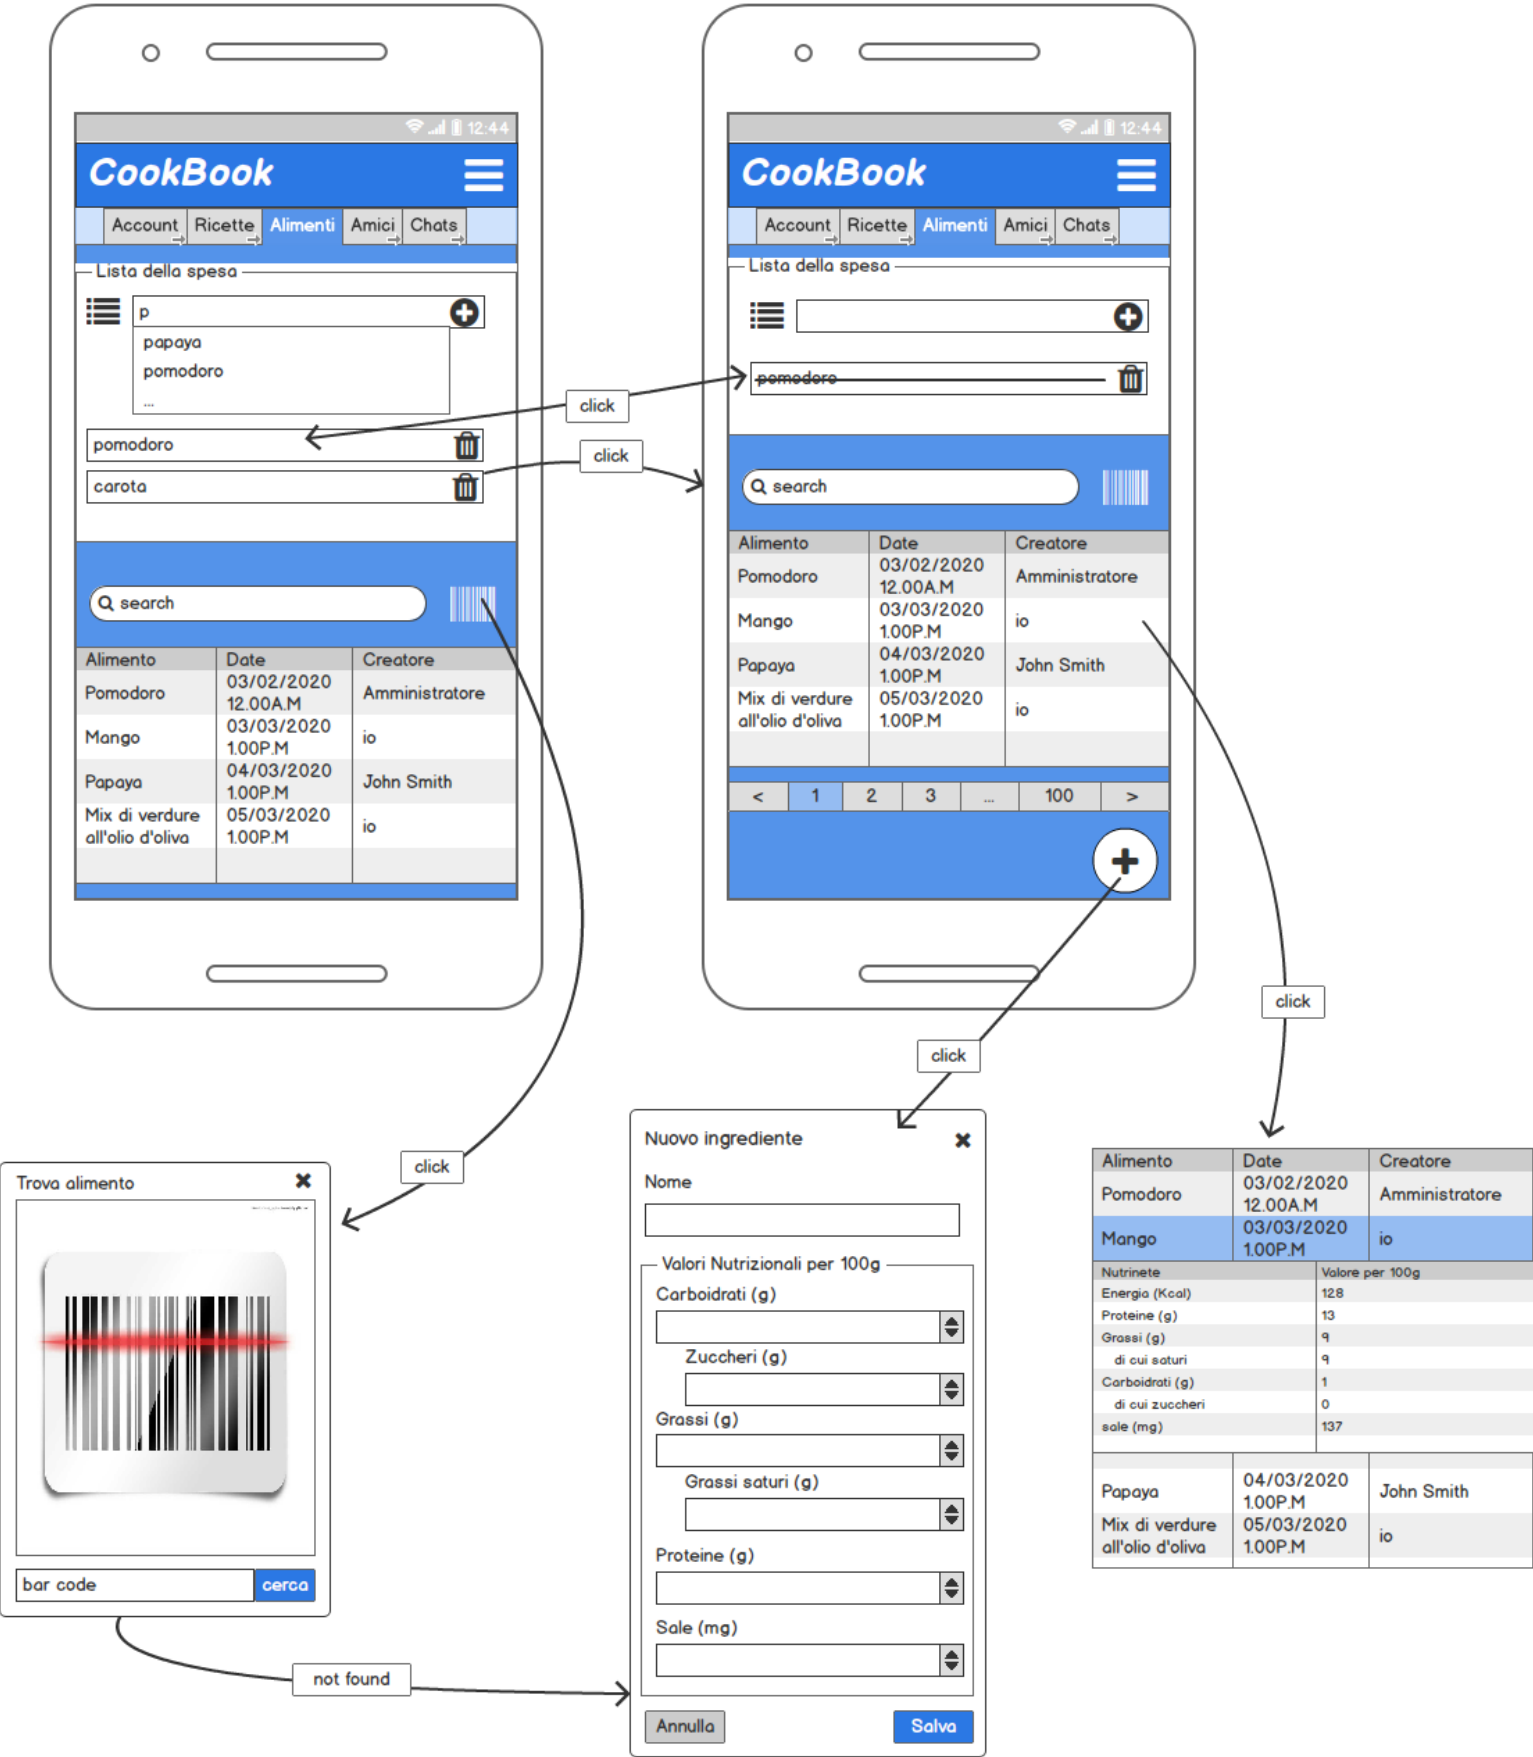 12:44
CookBook
Account Ricette Alimenti Amici Chats
Lista della spesa
p
papaya
pomodoro
...
pomodoro
carota
search
Alimento Date Creatore
Pomodoro 03/02/2020 12.00A.M Amministratore
Mango 03/03/2020 1.00P.M io
Papaya 04/03/2020 1.00P.M John Smith
Mix di verdure all'olio d'oliva 05/03/2020 1.00P.M io
click
click
12:44
CookBook
Account Ricette Alimenti Amici Chats
Lista della spesa
pomodoro
search
Alimento Date Creatore
Pomodoro 03/02/2020 12.00A.M Amministratore
Mango 03/03/2020 1.00P.M io
Papaya 04/03/2020 1.00P.M John Smith
Mix di verdure all'olio d'oliva 05/03/2020 1.00P.M io
< 1 2 3 ... 100 >
click
click
click
Trova alimento
bar code cerca
not found
Nuovo ingrediente
Nome
Valori Nutrizionali per 100g
Carboidrati (g)
Zuccheri (g)
Grassi (g)
Grassi saturi (g)
Proteine (g)
Sale (mg)
Annulla Salva
Alimento Date Creatore
Pomodoro 03/02/2020 12.00A.M Amministratore
Mango 03/03/2020 1.00P.M io
Nutrinete Valore per 100g
Energia (Kcal) 128
Proteine (g) 13
Grassi (g) 9
di cui saturi 9
Carboidrati (g) 1
di cui zuccheri 0
sale (mg) 137
Papaya 04/03/2020 1.00P.M John Smith
Mix di verdure all'olio d'oliva 05/03/2020 1.00P.M io